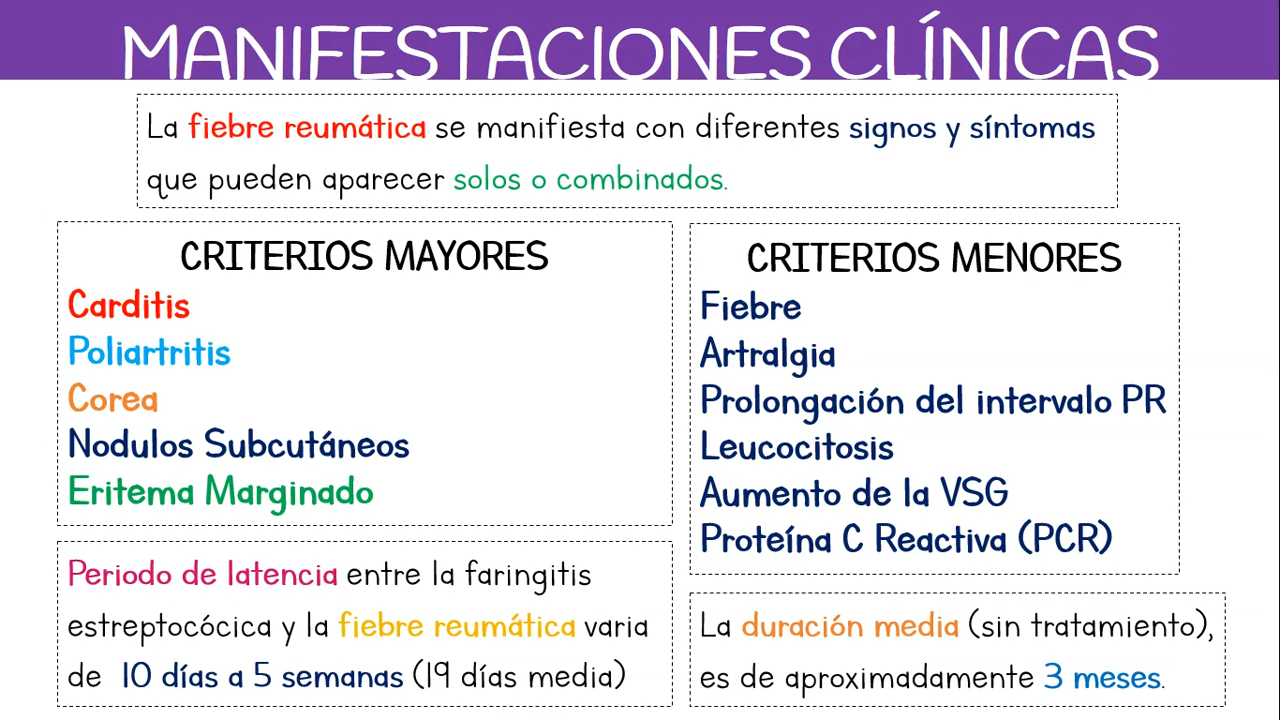 MANIFESTACIONES CLÍNICAS
La fiebre reumática se manifiesta con diferentes signos y síntomas
que pueden aparecer solos o combinados.
CRITERIOS MAYORES
Carditis
Poliartritis
Corea
Nodulos Subcutáneos
Eritema Marginado
CRITERIOS MENORES
Fiebre
Artralgia
Prolongación del intervalo PR
Leucocitosis
Aumento de la VSG
Proteína C Reactiva (PCR)
Periodo de latencia entre la faringitis
estreptocócica y la fiebre reumática varia
de 10 días a 5 semanas (19 días media)
La duración media (sin tratamiento),
es de aproximadamente 3 meses.